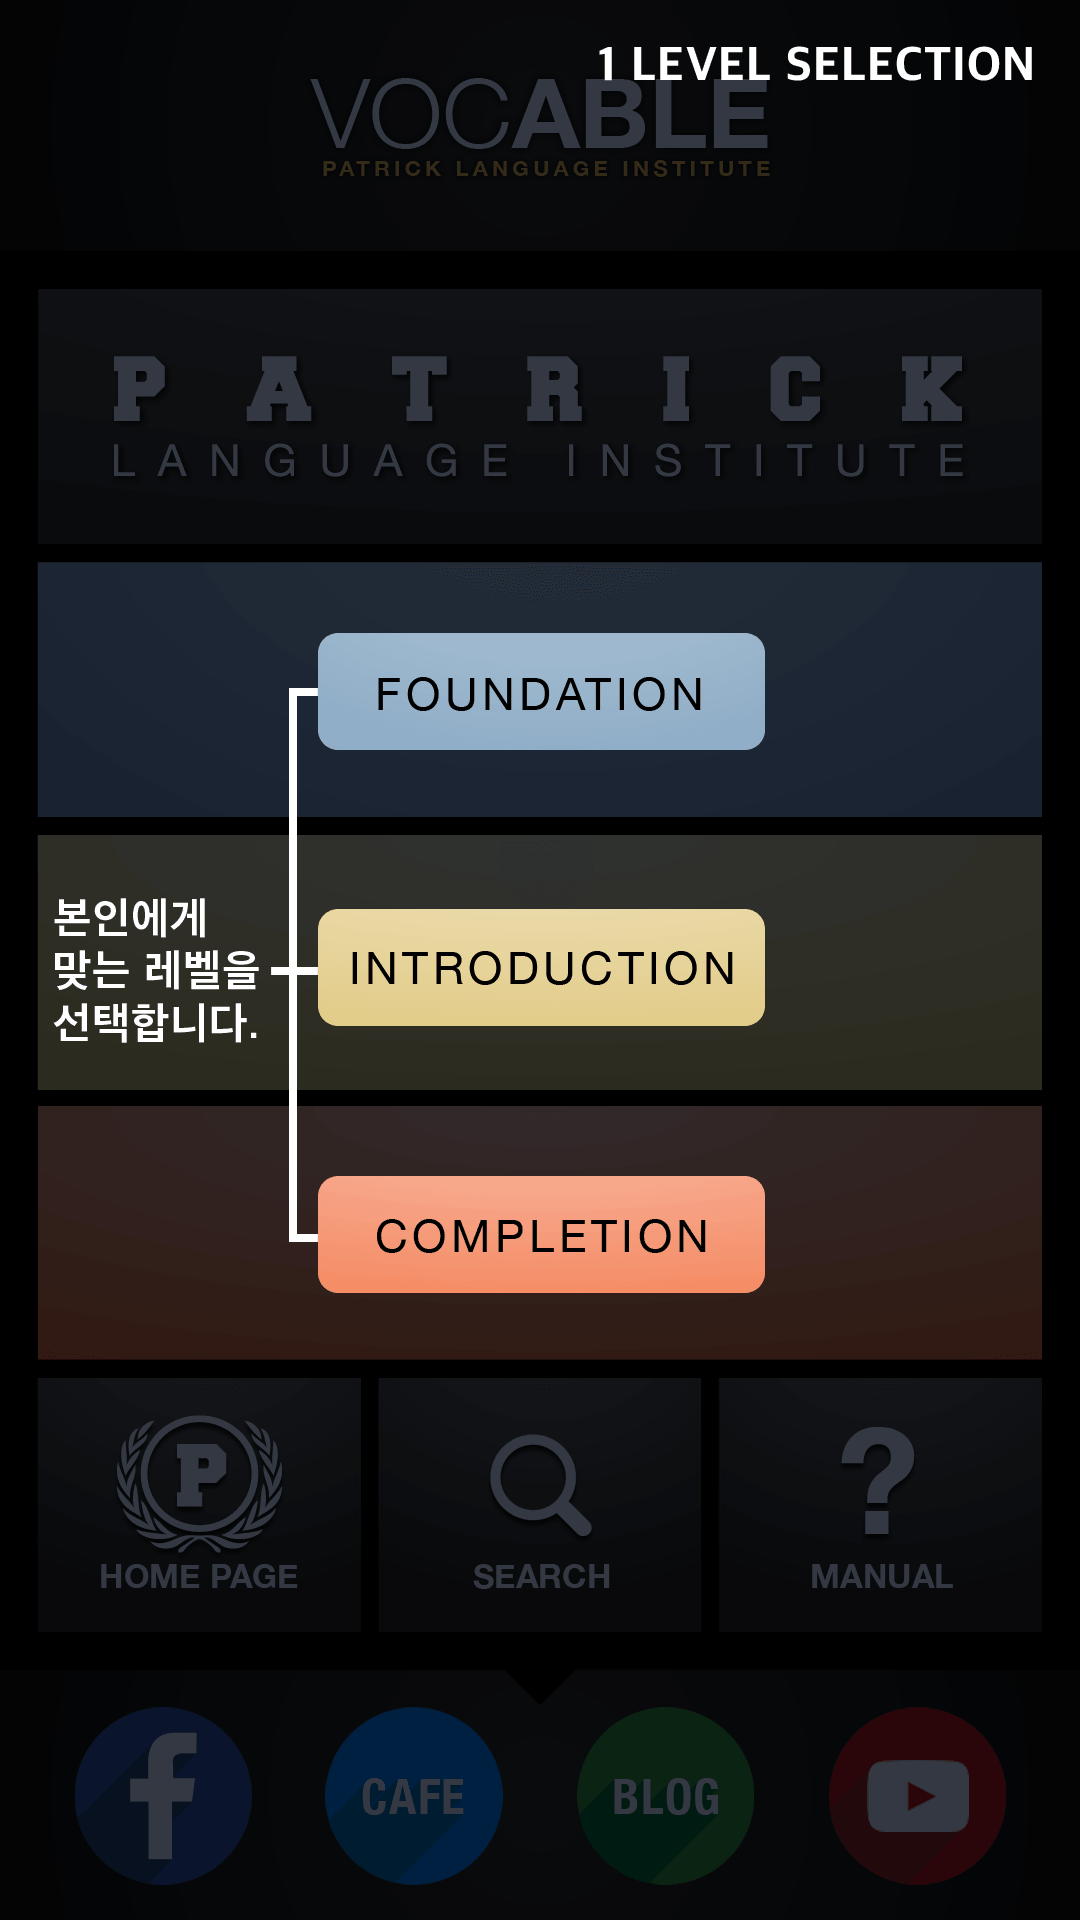 1 LEVEL SELECTION
VOCABLE
PATRICK LANGUAGE INSTITUTE
PATRICK
LANGUAGE INSTITUTE
FOUNDATION
본인에게
맞는 레벨을
선택합니다.
INTRODUCTION
COMPLETION
P
HOME PAGE
SEARCH
?
MANUAL
f
CAFE
BLOG